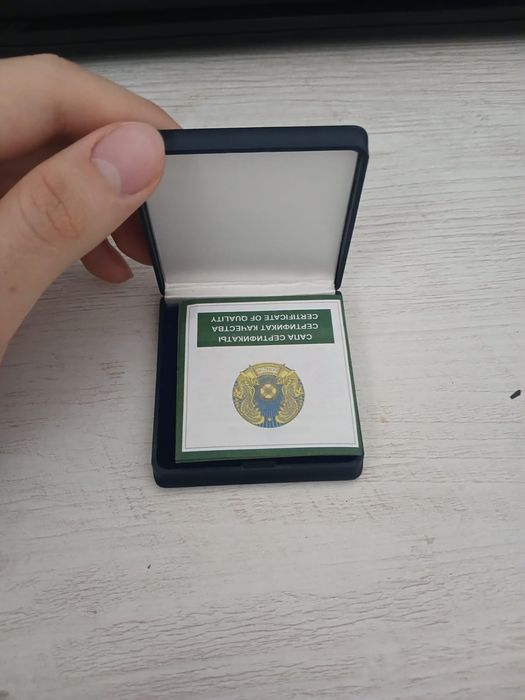 САПА СЕРТИФИКАТЫ
СЕРТИФИКАТ КАЧЕСТВА
CERTIFICATE OF QUALITY